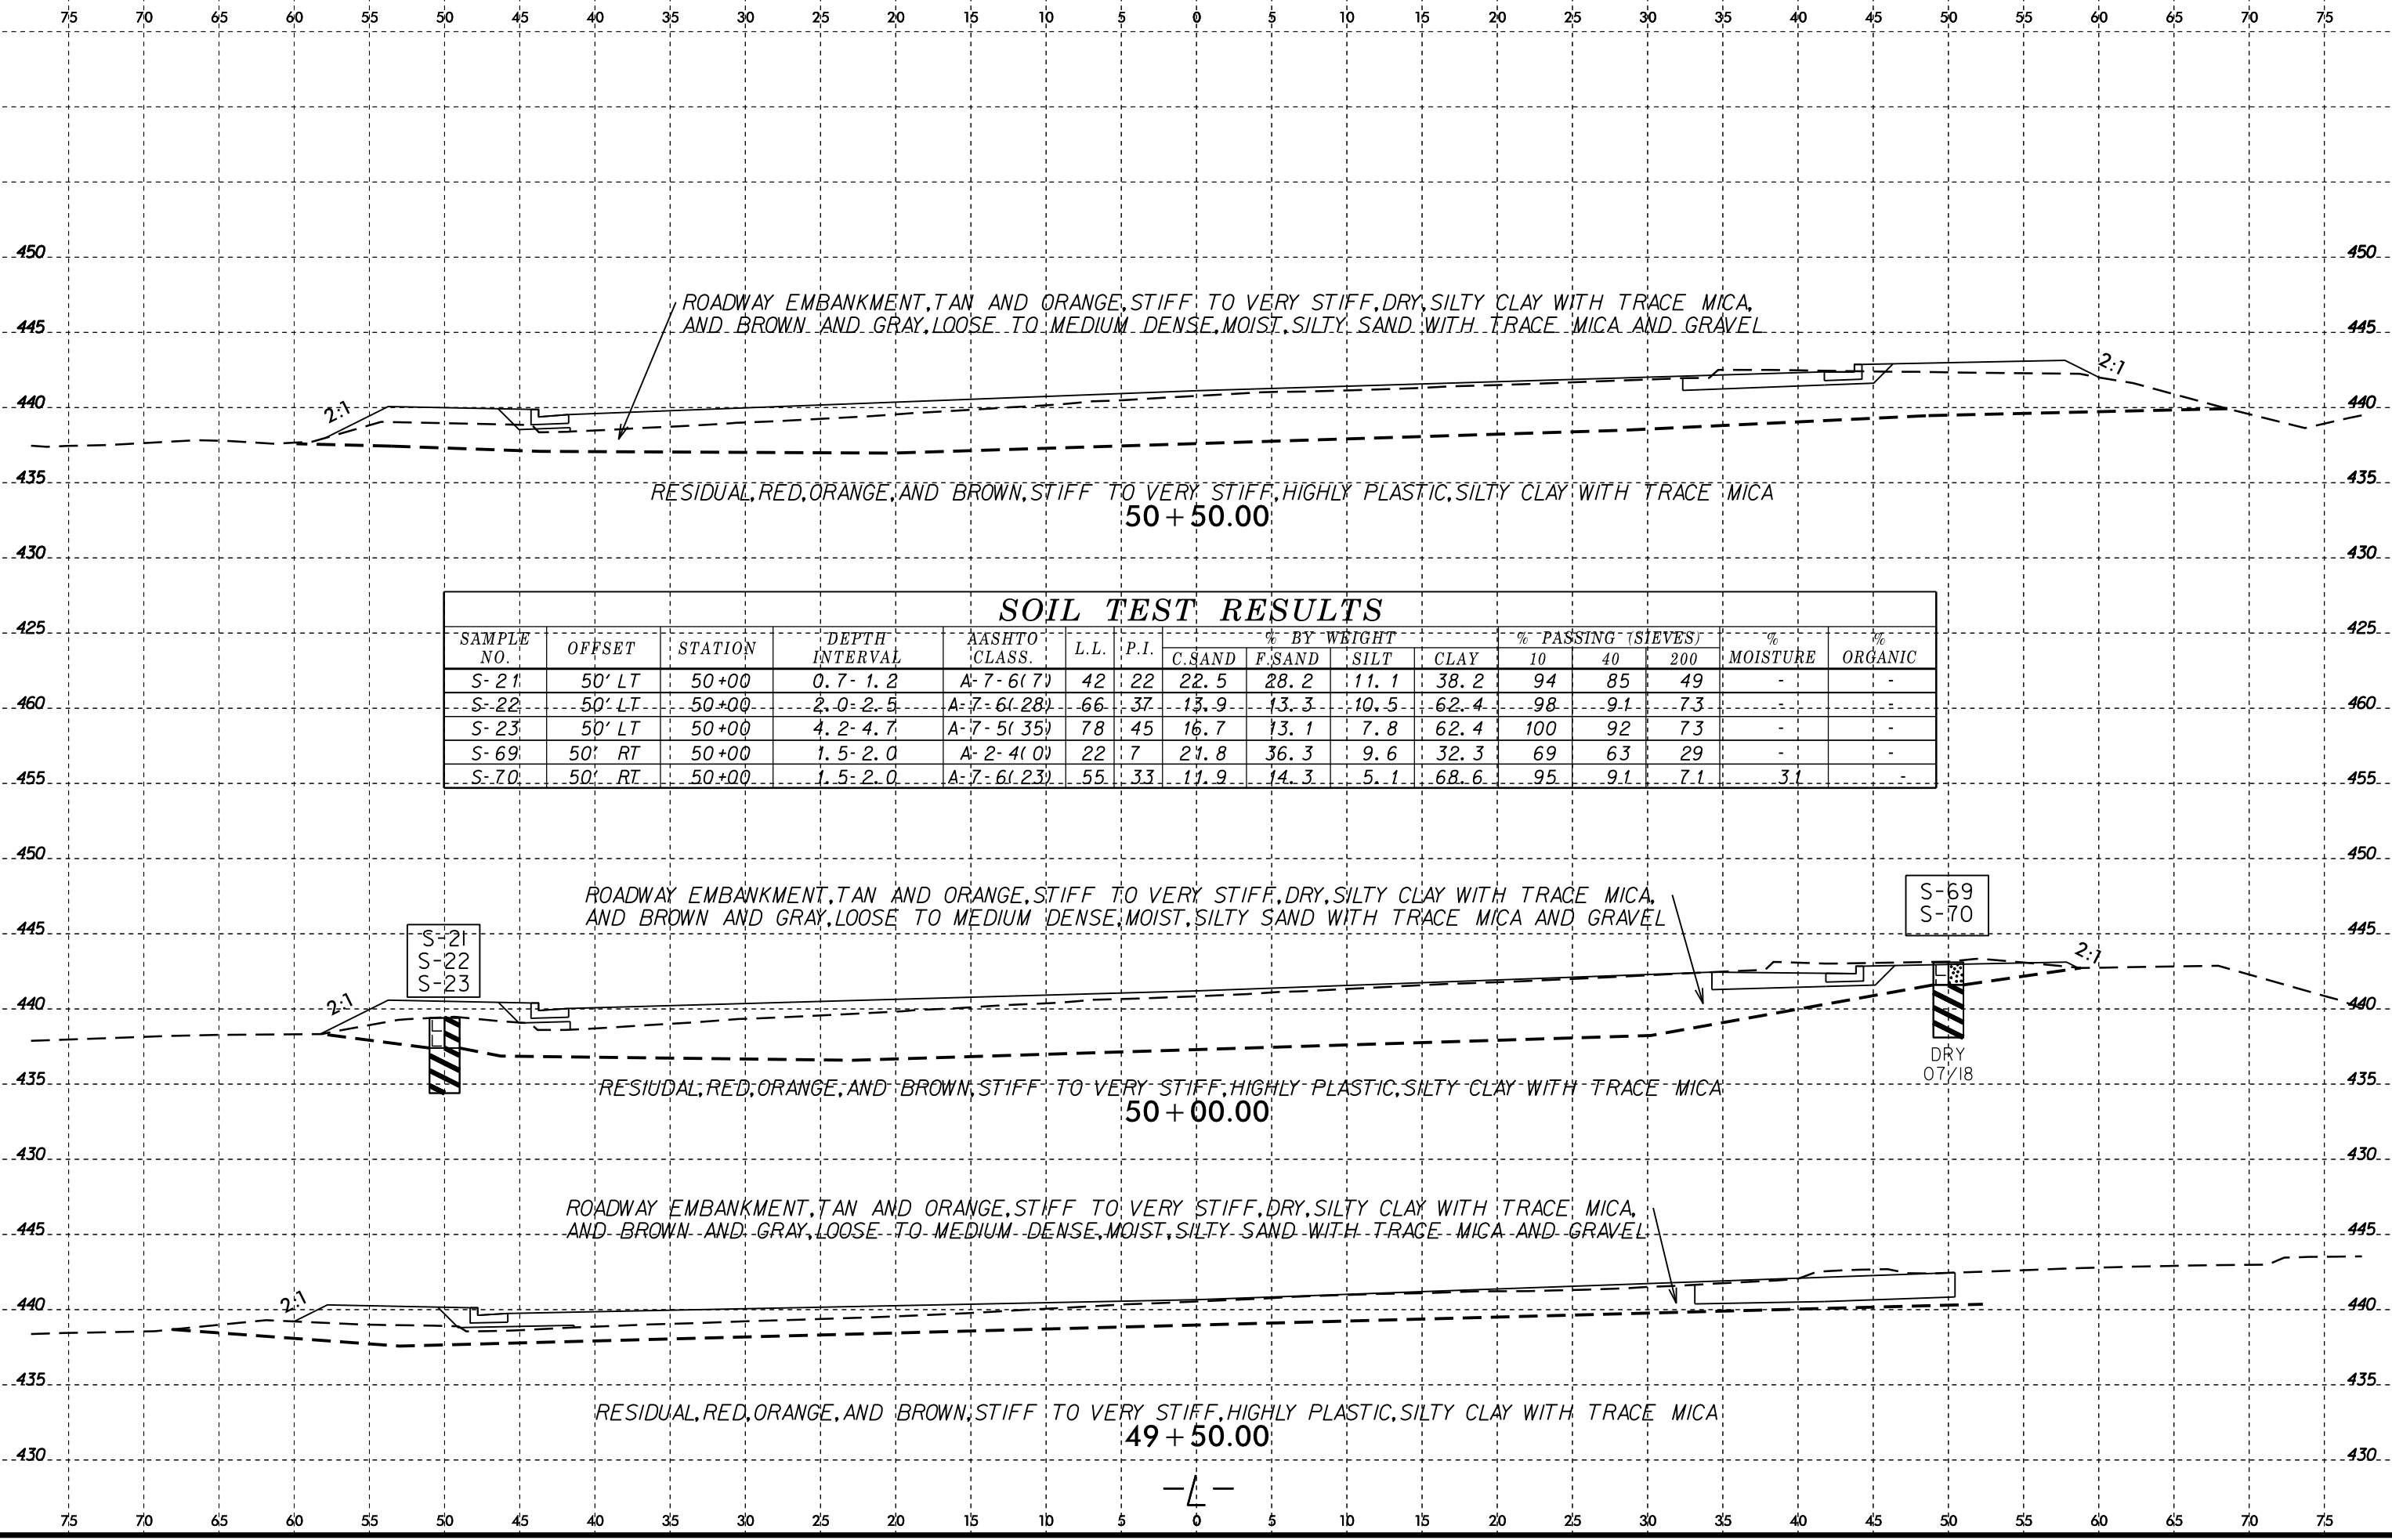 75 70 65 60 55 50 45 40 35 30 25 20 15 10 5 0 5 10 15 20 25 30 35 40 45 50 55 60 65 70 75
450 450
ROADWAY EMBANKMENT, TAN AND ORANGE, STIFF TO VERY STIFF, DRY, SILTY CLAY WITH TRACE MICA,
445 AND BROWN AND GRAY, LOOSE TO MEDIUM DENSE, MOIST, SILTY SAND WITH TRACE MICA AND GRAVEL 445
2:1
440 2:1 440
435 RESIDUAL, RED, ORANGE, AND BROWN, STIFF TO VERY STIFF, HIGHLY PLASTIC, SILTY CLAY WITH TRACE MICA 435
50+50.00
430 430
SOIL TEST RESULTS
425 425
SAMPLE NO. OFFSET STATION DEPTH INTERVAL AASHTO CLASS. L.L. P.I. % BY WEIGHT % PASSING (SIEVES) % MOISTURE % ORGANIC
C.SAND F.SAND SILT CLAY 10 40 200
S-21 50' LT 50+00 0.7-1.2 A-7-6(7) 42 22 22.5 28.2 11.1 38.2 94 85 49 - -
460 460
S-22 50' LT 50+00 2.0-2.5 A-7-6(28) 66 37 13.9 13.3 10.5 62.4 98 91 73 - -
S-23 50' LT 50+00 4.2-4.7 A-7-5(35) 78 45 16.7 13.1 7.8 62.4 100 92 73 - -
S-69 50' RT 50+00 1.5-2.0 A-2-4(0) 22 7 21.8 36.3 9.6 32.3 69 63 29 - -
455 455
S-70 50' RT 50+00 1.5-2.0 A-7-6(23) 55 33 11.9 14.3 5.1 68.6 95 91 71 31 -
450 450
ROADWAY EMBANKMENT, TAN AND ORANGE, STIFF TO VERY STIFF, DRY, SILTY CLAY WITH TRACE MICA,
AND BROWN AND GRAY, LOOSE TO MEDIUM DENSE, MOIST, SILTY SAND WITH TRACE MICA AND GRAVEL
S-69
S-70
445 445
S-21
S-22
S-23
2:1
440 2:1 440
DRY
07/18
435 RESIUDAL, RED, ORANGE, AND BROWN, STIFF TO VERY STIFF, HIGHLY PLASTIC, SILTY CLAY WITH TRACE MICA 435
50+00.00
430 430
ROADWAY EMBANKMENT, TAN AND ORANGE, STIFF TO VERY STIFF, DRY, SILTY CLAY WITH TRACE MICA,
445 AND BROWN AND GRAY, LOOSE TO MEDIUM DENSE, MOIST, SILTY SAND WITH TRACE MICA AND GRAVEL 445
440 2:1 440
435 435
RESIDUAL, RED, ORANGE, AND BROWN, STIFF TO VERY STIFF, HIGHLY PLASTIC, SILTY CLAY WITH TRACE MICA
49+50.00
430 430
-L-
75 70 65 60 55 50 45 40 35 30 25 20 15 10 5 0 5 10 15 20 25 30 35 40 45 50 55 60 65 70 75